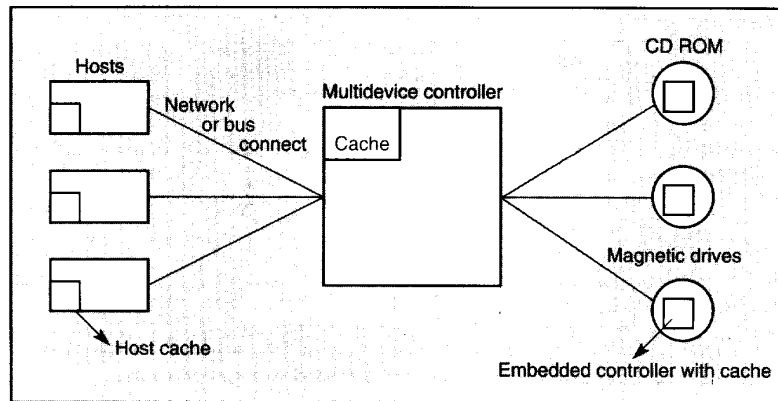 Hosts
Network
or bus
connect
Host cache
Multidevice controller
Cache
CD ROM
Magnetic drives
Embedded controller with cache